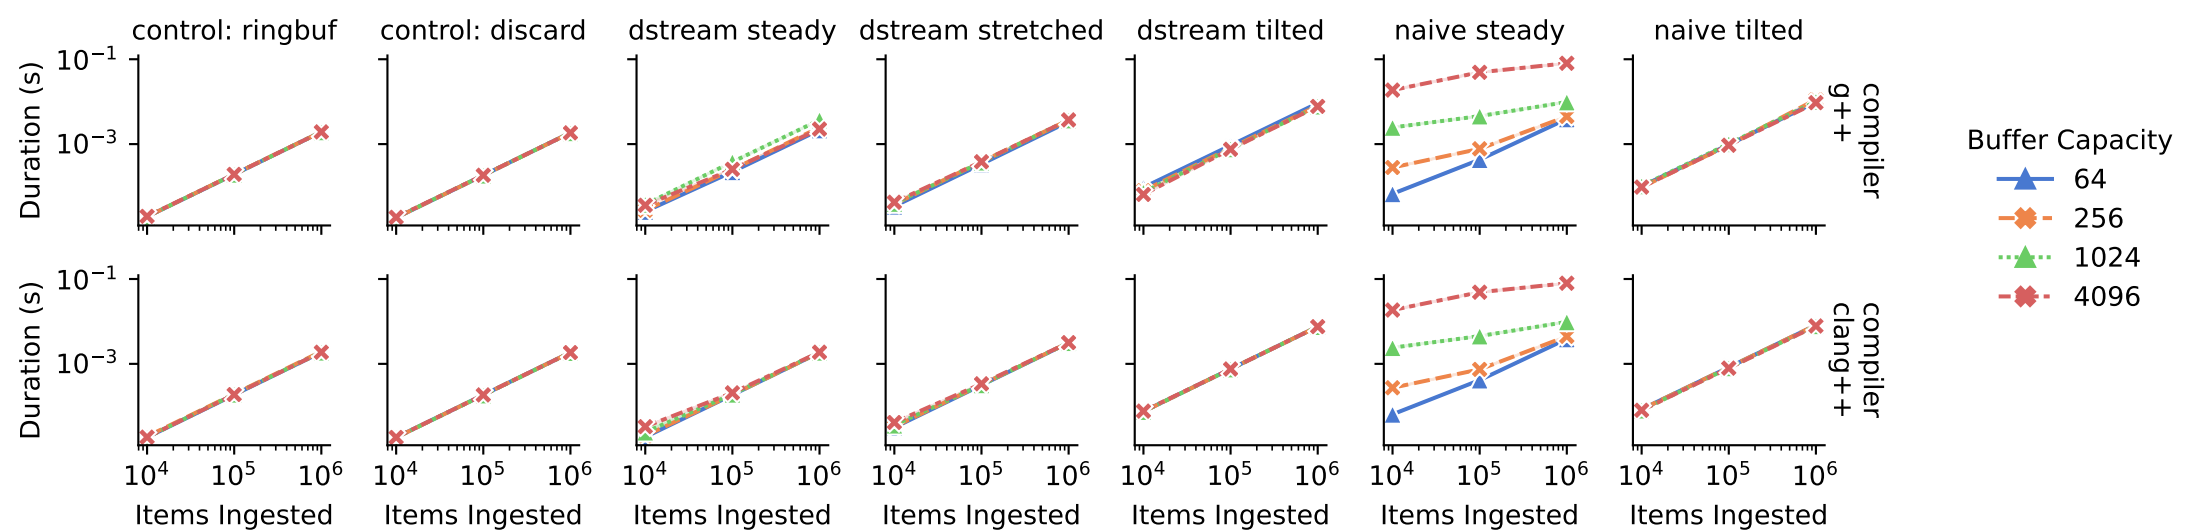 control: ringbuf control: discard dstream steady dstream stretched dstream tilted naive steady naive tilted
Duration (s)
10⁻¹
10⁻³
compiler
g++
Duration (s)
10⁻¹
10⁻³
compiler
clang++
10⁴ 10⁵ 10⁶ 10⁴ 10⁵ 10⁶ 10⁴ 10⁵ 10⁶ 10⁴ 10⁵ 10⁶ 10⁴ 10⁵ 10⁶ 10⁴ 10⁵ 10⁶ 10⁴ 10⁵ 10⁶
Items Ingested Items Ingested Items Ingested Items Ingested Items Ingested Items Ingested Items Ingested
Buffer Capacity
64
256
1024
4096